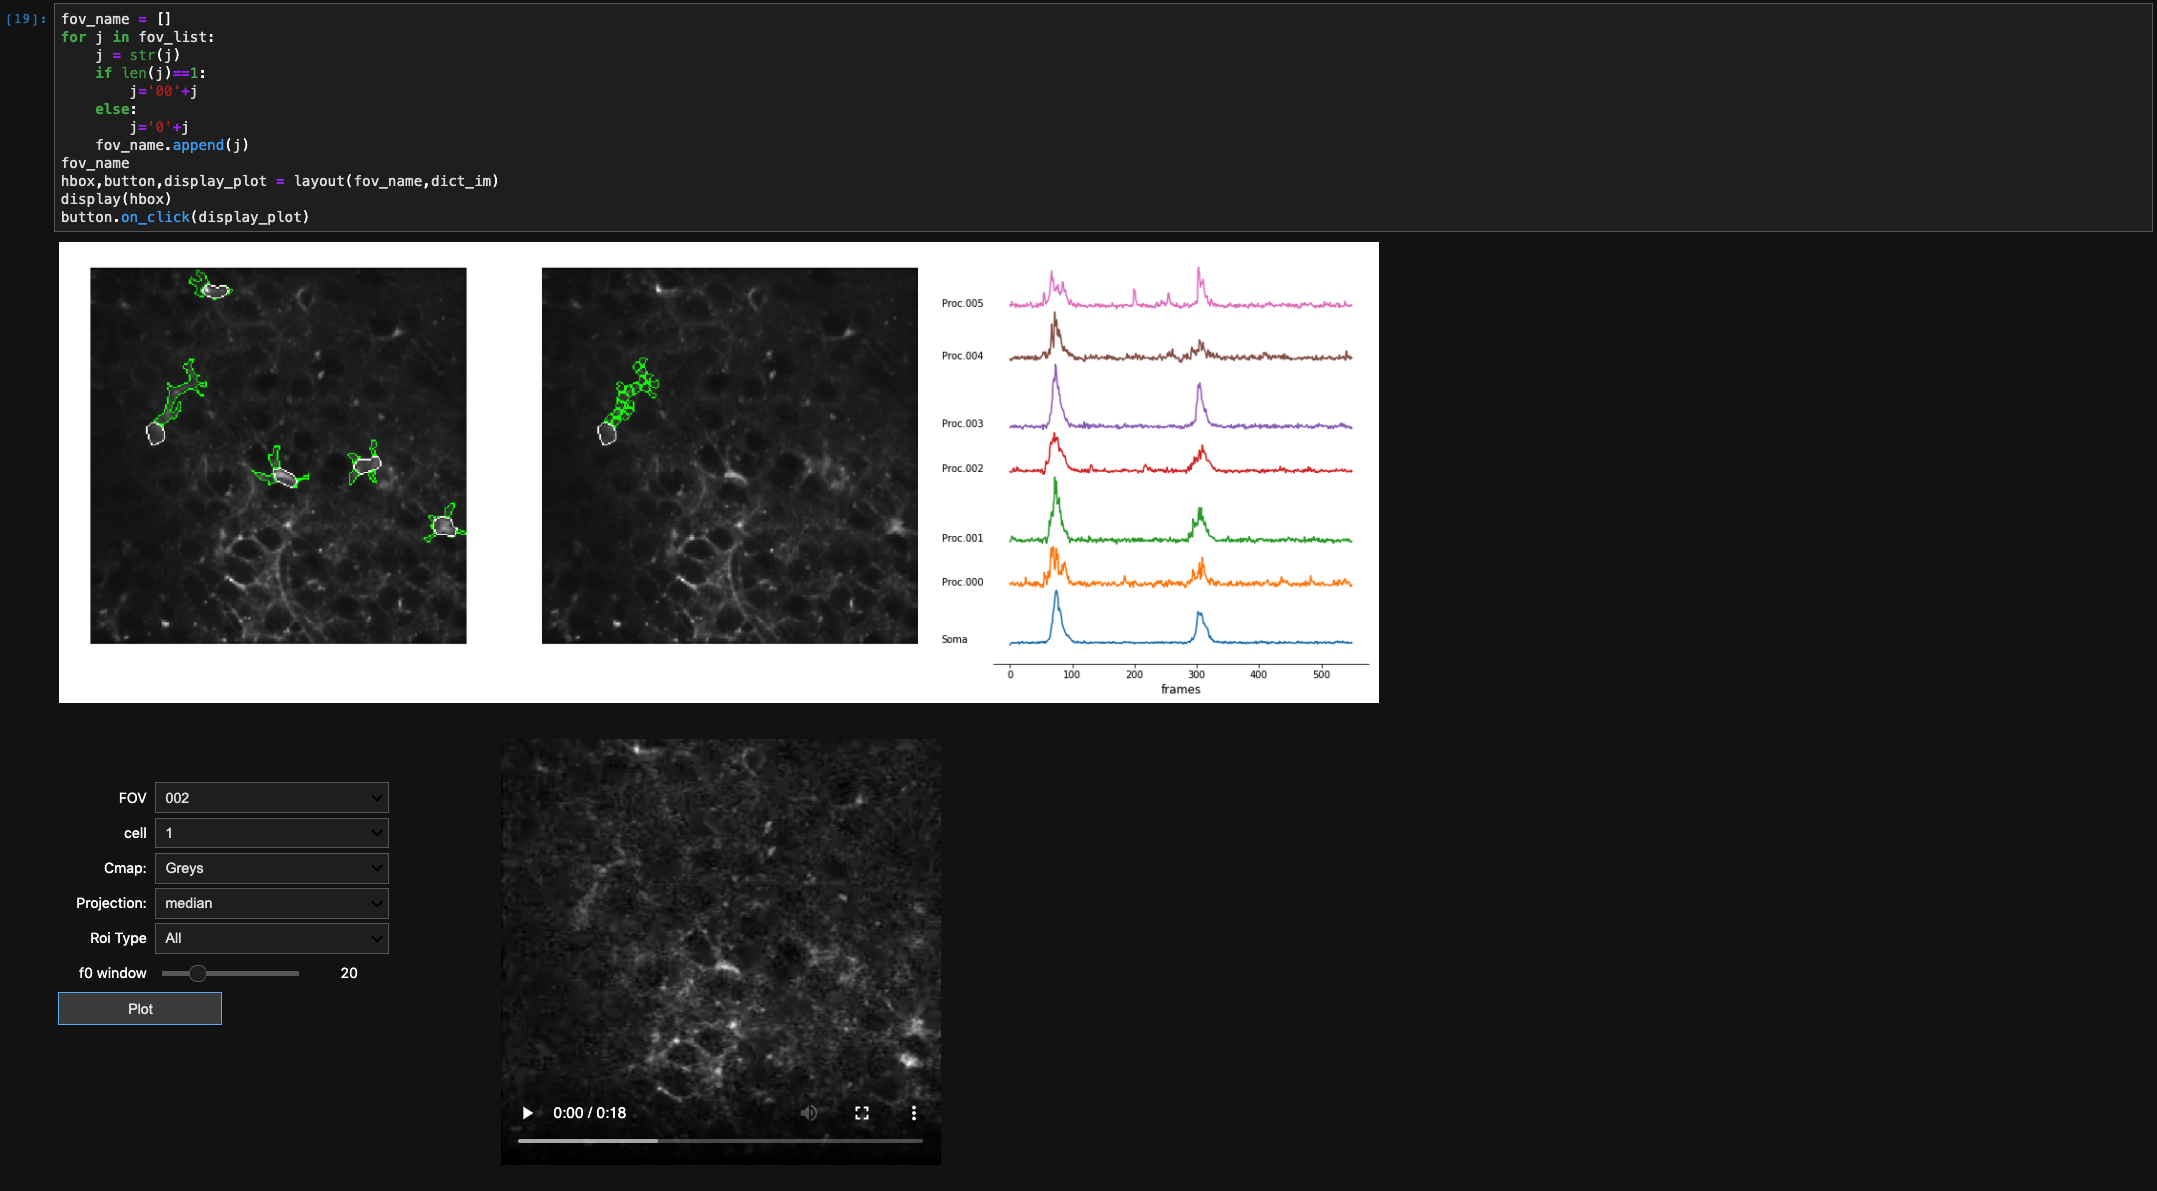 [19]:
fov_name = []
for j in fov_list:
    j = str(j)
    if len(j)==1:
        j='00'+j
    else:
        j='0'+j
    fov_name.append(j)
fov_name
hbox,button,display_plot = layout(fov_name,dict_im)
display(hbox)
button.on_click(display_plot)
Proc.005
Proc.004
Proc.003
Proc.002
Proc.001
Proc.000
Soma
0 100 200 300 400 500
frames
FOV 002
cell 1
Cmap: Greys
Projection: median
Roi Type All
f0 window 20
Plot
0:00 / 0:18